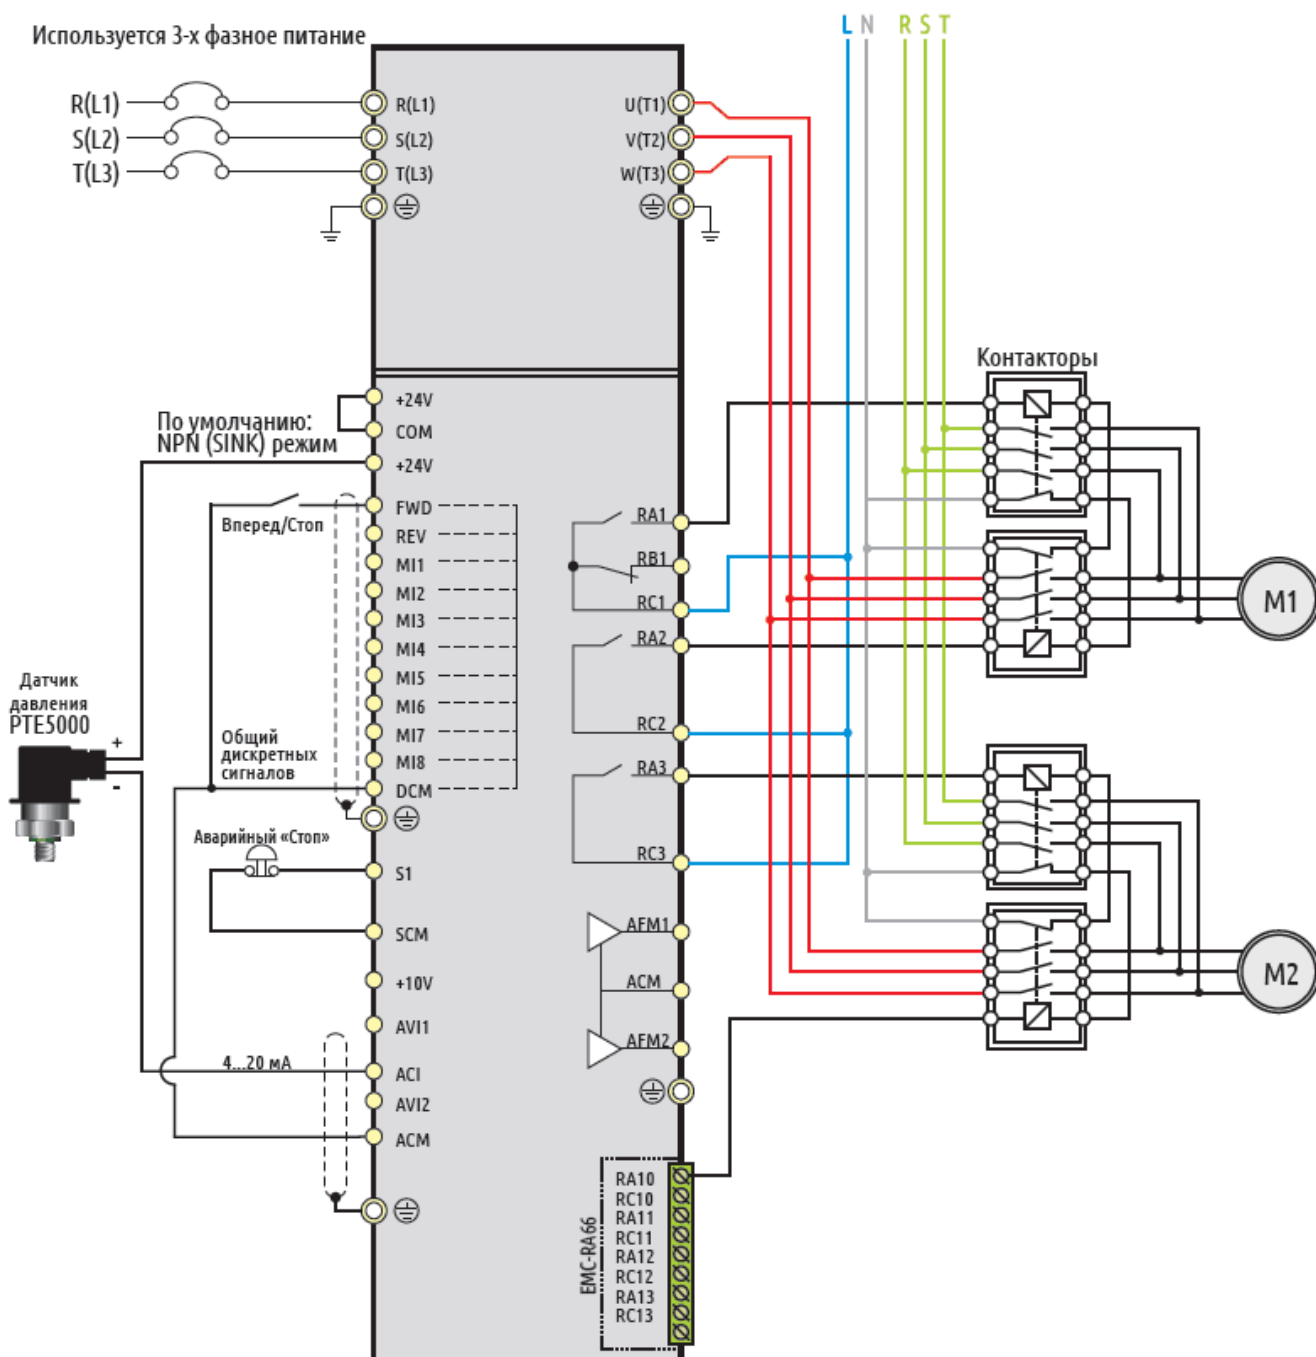 Используется 3-х фазное питание
L N R S T
R(L1)
S(L2)
T(L3)
R(L1)
S(L2)
T(L3)
U(T1)
V(T2)
W(T3)
Контакторы
По умолчанию:
NPN (SINK) режим
+24V
COM
+24V
Вперед/Стоп
FWD
REV
MI1
MI2
MI3
MI4
MI5
MI6
MI7
MI8
DCM
Общий
дискретных
сигналов
Датчик
давления
PTE5000
+
-
Аварийный «Стоп»
S1
SCM
+10V
AVI1
4...20 мА
ACI
AVI2
ACM
RA1
RB1
RC1
RA2
RC2
RA3
RC3
AFM1
ACM
AFM2
M1
M2
EMC-RA66
RA10
RC10
RA11
RC11
RA12
RC12
RA13
RC13